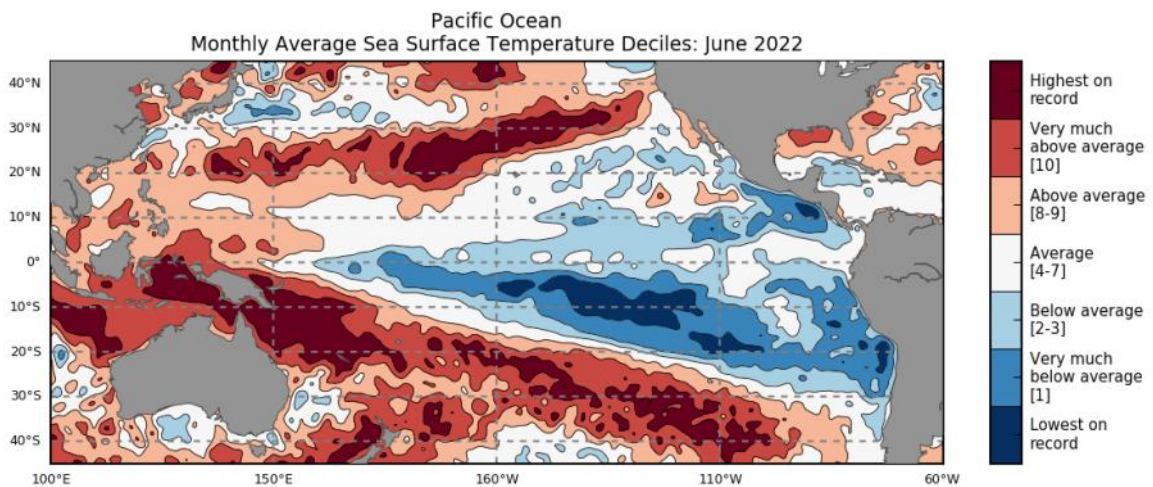 Pacific Ocean
Monthly Average Sea Surface Temperature Deciles: June 2022
40°N
30°N
20°N
10°N
0°
10°S
20°S
30°S
40°S
100°E
150°E
160°W
110°W
60°W
Highest on
record
Very much
above average
[10]
Above average
[8-9]
Average
[4-7]
Below average
[2-3]
Very much
below average
[1]
Lowest on
record